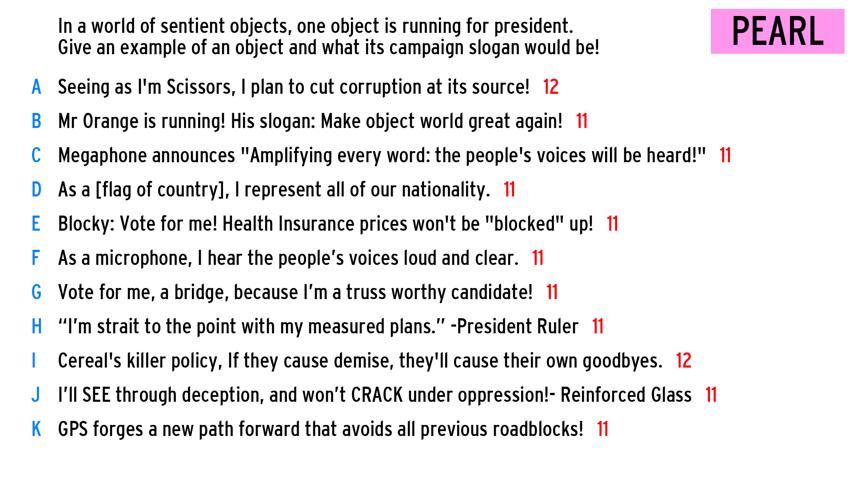 In a world of sentient objects, one object is running for president.
Give an example of an object and what its campaign slogan would be!
PEARL
A Seeing as I'm Scissors, I plan to cut corruption at its source! 12
B Mr Orange is running! His slogan: Make object world great again! 11
C Megaphone announces "Amplifying every word: the people's voices will be heard!" 11
D As a [flag of country], I represent all of our nationality. 11
E Blocky: Vote for me! Health Insurance prices won't be "blocked" up! 11
F As a microphone, I hear the people’s voices loud and clear. 11
G Vote for me, a bridge, because I’m a truss worthy candidate! 11
H “I’m strait to the point with my measured plans.” -President Ruler 11
I Cereal's killer policy, If they cause demise, they'll cause their own goodbyes. 12
J I’ll SEE through deception, and won’t CRACK under oppression!- Reinforced Glass 11
K GPS forges a new path forward that avoids all previous roadblocks! 11